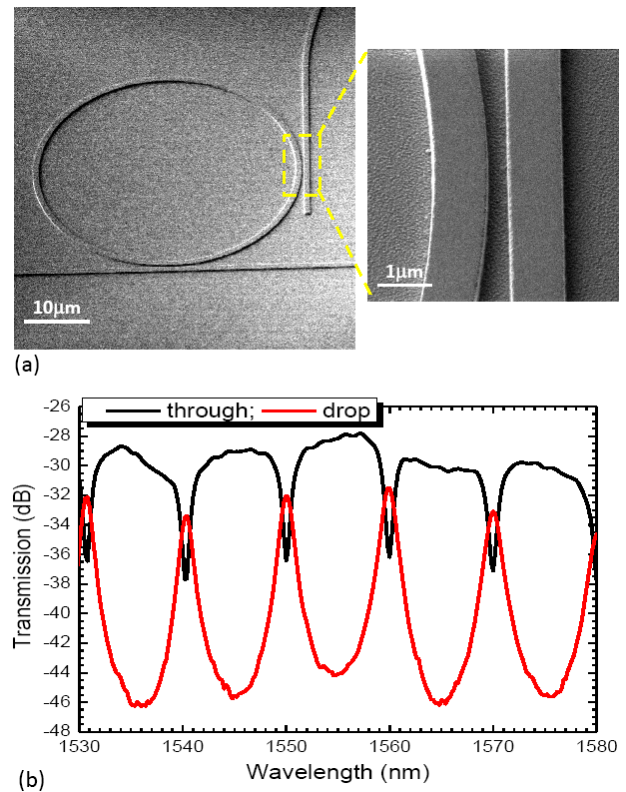 10μm
1μm
(a)
through; drop
-26
-28
-30
-32
-34
-36
-38
-40
-42
-44
-46
-48
Transmission (dB)
1530 1540 1550 1560 1570 1580
Wavelength (nm)
(b)